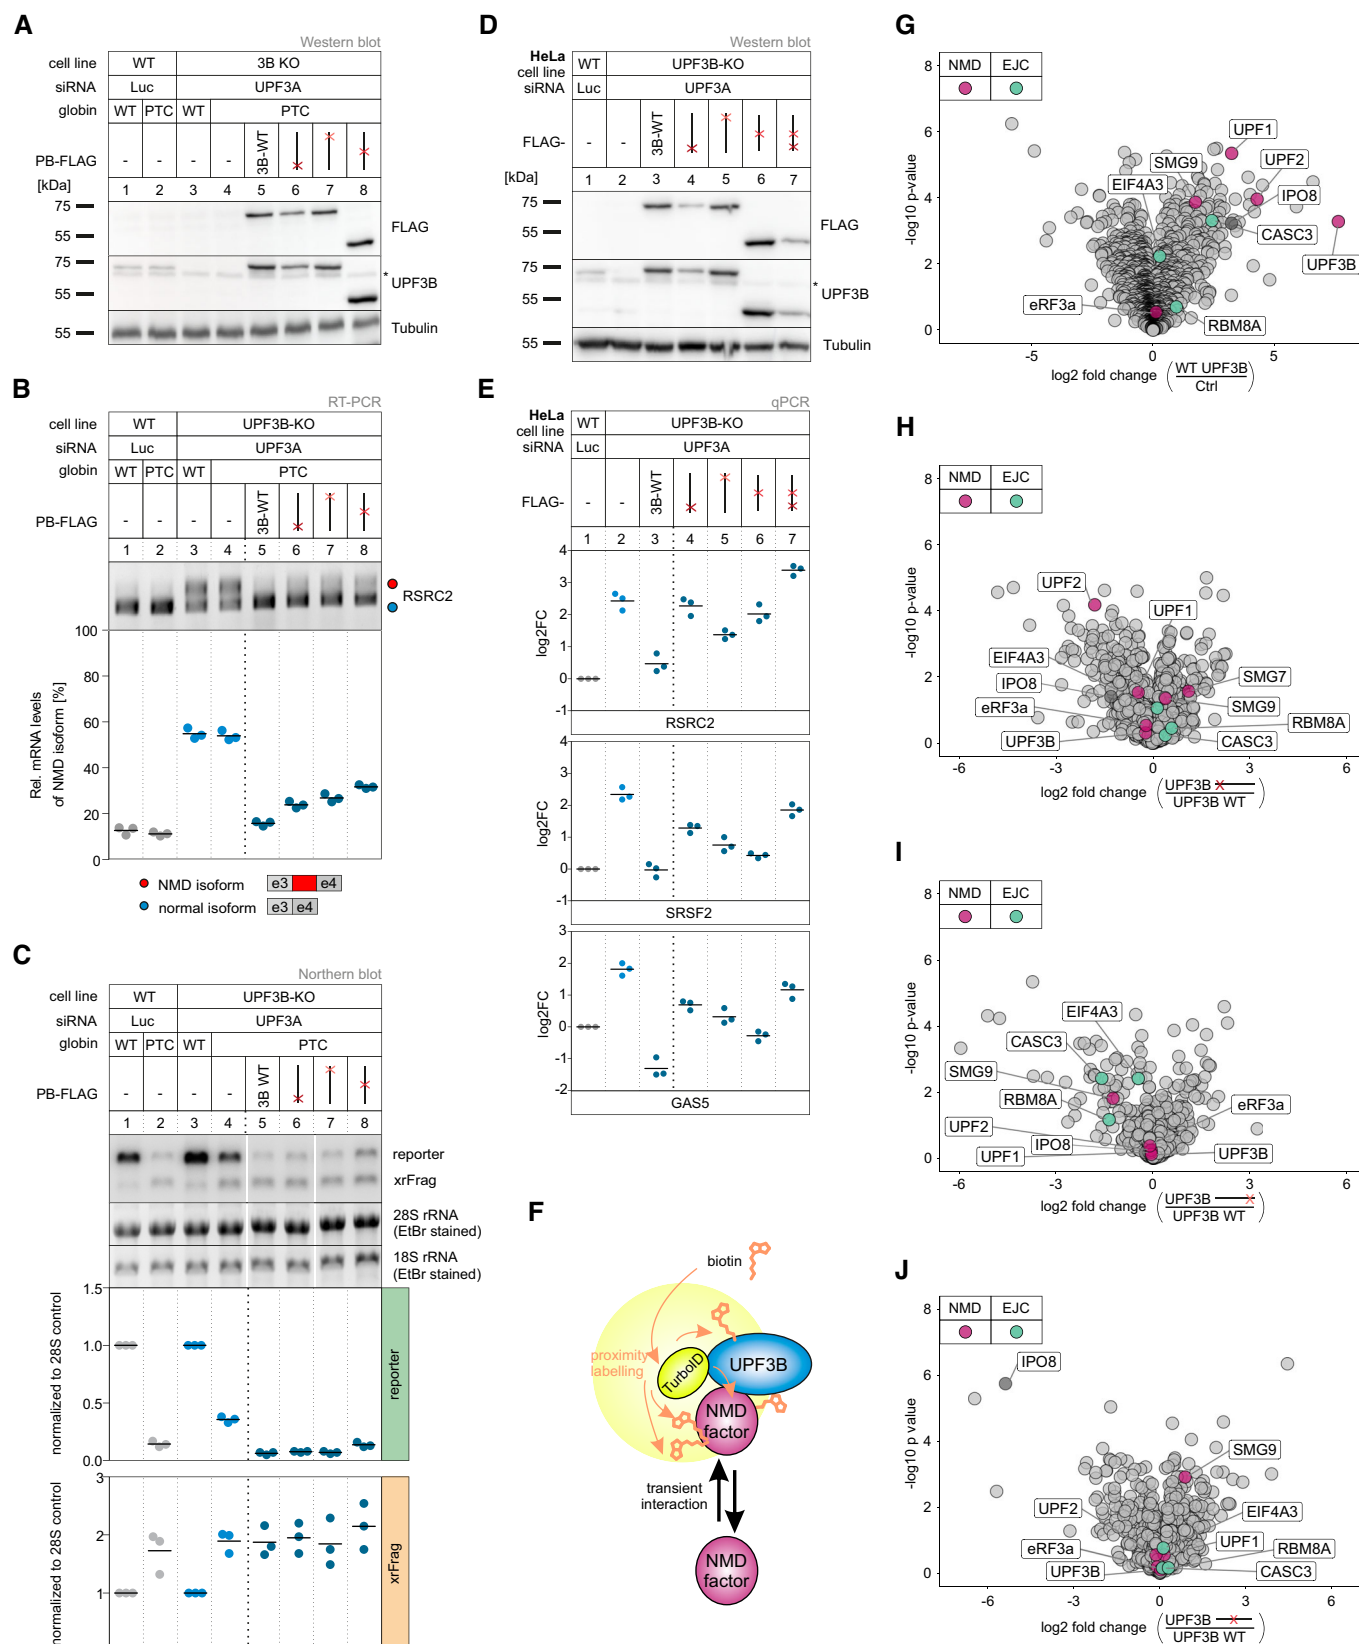 A
Western blot
cell line WT 3B KO
siRNA Luc UPF3A
globin WT PTC WT PTC
PB-FLAG - - - - 3B-WT
[kDa] 1 2 3 4 5 6 7 8
75
55
FLAG
75
55
* UPF3B
55
Tubulin
B
RT-PCR
cell line WT UPF3B-KO
siRNA Luc UPF3A
globin WT PTC WT PTC
PB-FLAG - - - - 3B-WT
1 2 3 4 5 6 7 8
RSRC2
Rel. mRNA levels
of NMD isoform [%]
100
80
60
40
20
0
NMD isoform e3 e4
normal isoform e3 e4
C
Northern blot
cell line WT UPF3B-KO
siRNA Luc UPF3A
globin WT PTC WT PTC
PB-FLAG - - - - 3B WT
1 2 3 4 5 6 7 8
reporter
xrFrag
28S rRNA
(EtBr stained)
18S rRNA
(EtBr stained)
normalized to 28S control
1.5
1.0
0.5
0.0
reporter
normalized to 28S control
3
2
1
xrFrag
D
Western blot
HeLa
cell line WT UPF3B-KO
siRNA Luc UPF3A
FLAG- - - 3B-WT
[kDa] 1 2 3 4 5 6 7
75
55
FLAG
75
55
* UPF3B
55
Tubulin
E
qPCR
HeLa
cell line WT UPF3B-KO
siRNA Luc UPF3A
FLAG- - - 3B-WT
1 2 3 4 5 6 7
log2FC
4
3
2
1
0
-1
RSRC2
log2FC
4
3
2
1
0
-1
SRSF2
log2FC
3
2
1
0
-1
-2
GAS5
F
biotin
proximity
labelling
TurboID
UPF3B
NMD
factor
transient
interaction
NMD
factor
G
NMD EJC
8
6
4
2
0
-log10 p-value
UPF1
SMG9
UPF2
EIF4A3
IPO8
CASC3
UPF3B
eRF3a
RBM8A
-5 0 5
log2 fold change (WT UPF3B / Ctrl)
H
NMD EJC
8
6
4
2
0
-log10 p-value
UPF2
UPF1
EIF4A3
SMG7
IPO8
SMG9
eRF3a
RBM8A
UPF3B
CASC3
-6 -3 0 3 6
log2 fold change (UPF3B / UPF3B WT)
I
NMD EJC
8
6
4
2
0
-log10 p-value
EIF4A3
CASC3
SMG9
RBM8A
eRF3a
UPF2
IPO8
UPF1
UPF3B
-6 -3 0 3 6
log2 fold change (UPF3B / UPF3B WT)
J
NMD EJC
8
6
4
2
0
-log10 p value
IPO8
SMG9
UPF2
EIF4A3
UPF1
eRF3a
RBM8A
UPF3B
CASC3
-6 -3 0 3 6
log2 fold change (UPF3B / UPF3B WT)